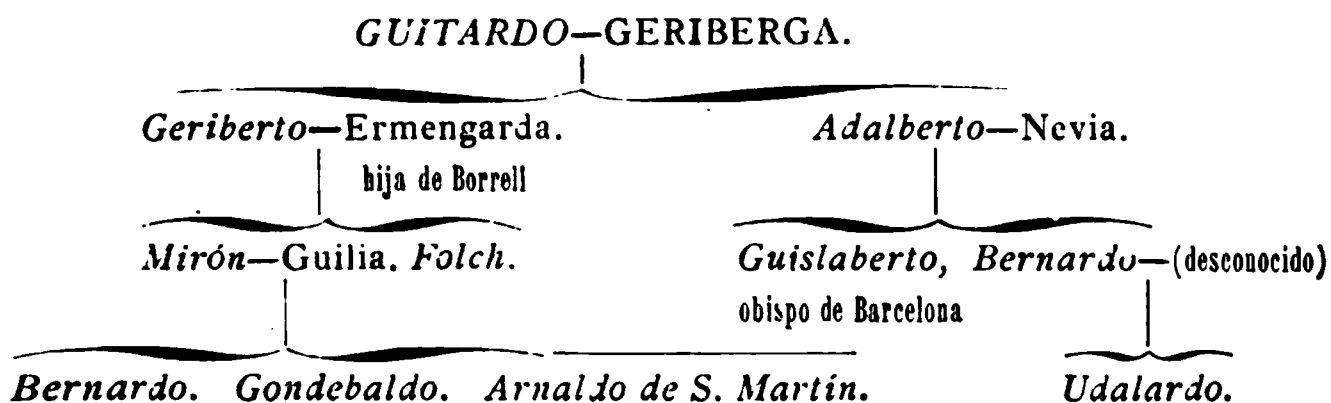 GUITARDO—GERIBERGA.
Geriberto—Ermengarda. Adalberto—Nevia.
hija de Borrell
Mirón—Guilia. Folch. Guislaberto, Bernardo—(desconocido)
obispo de Barcelona
Bernardo. Gondebaldo. Arnaldo de S. Martín. Udalardo.